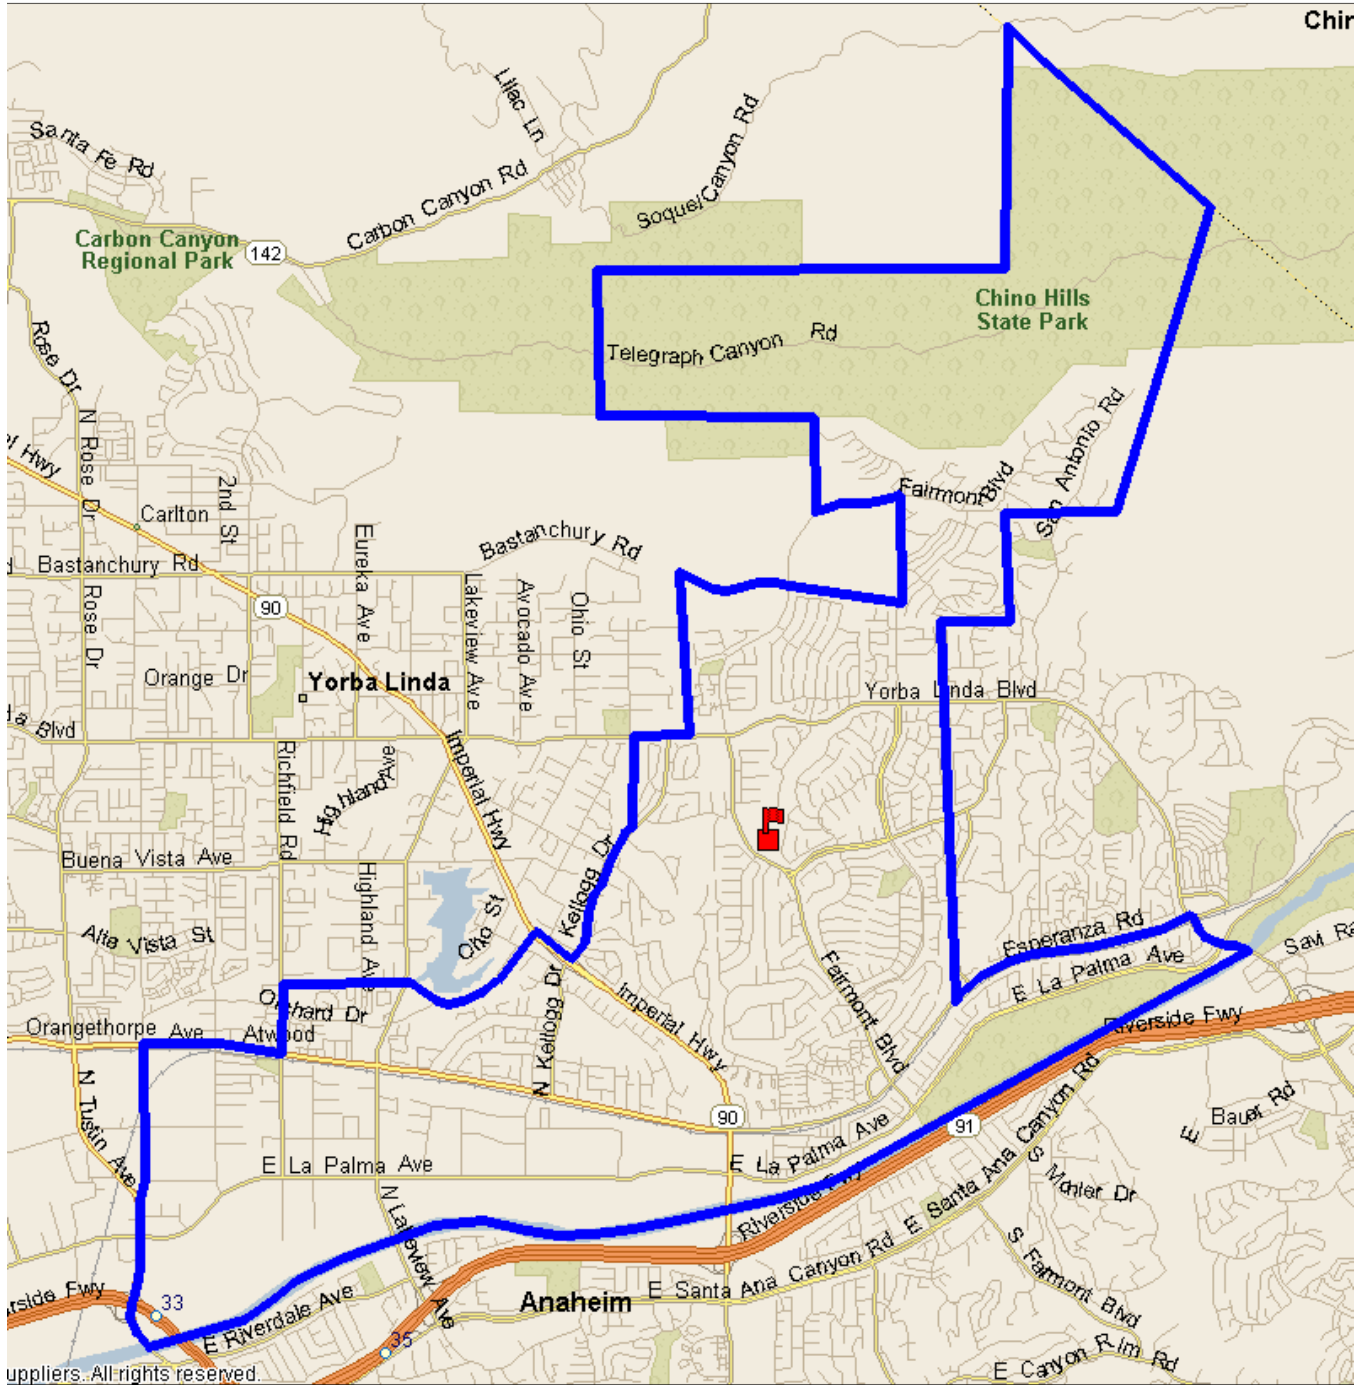 Chir
Lilac Ln
Santa Fe Rd
Soquel Canyon Rd
Carbon Canyon Rd
Carbon Canyon
Regional Park
142
Chino Hills
State Park
Rose Dr
Telegraph Canyon Rd
San Antonio Rd
N Rose Dr
Hwy
2nd St
Fairmont Blvd
Carlton
Eureka Ave
Bastanchury Rd
Bastanchury Rd
Rose Dr
Lakeview Ave
Avocado Ave
Ohio St
90
Orange Dr
Yorba Linda
Yorba Linda Blvd
Blvd
Richfield Rd
Highland Ave
Imperial Hwy
Kellogg Dr
Buena Vista Ave
Highland Ave
Oho St
Alta Vista St
Esperanza Rd
Savi Ra
E La Palma Ave
Fairmont Blvd
Orchard Dr
N Kellogg Dr
Imperial Hwy
Orangethorpe Ave
Atwood
Riverside Fwy
N Tustin Ave
90
91
E Bauer Rd
E La Palma Ave
E La Palma Ave
E Santa Ana Canyon Rd
S Monter Dr
N Lakeview Ave
Riverside Fwy
S Fairmont Blvd
E Santa Ana Canyon Rd
arside Fwy
33
Anaheim
E Riverdale Ave
35
E Canyon R-im Rd
uppliers. All rights reserved.